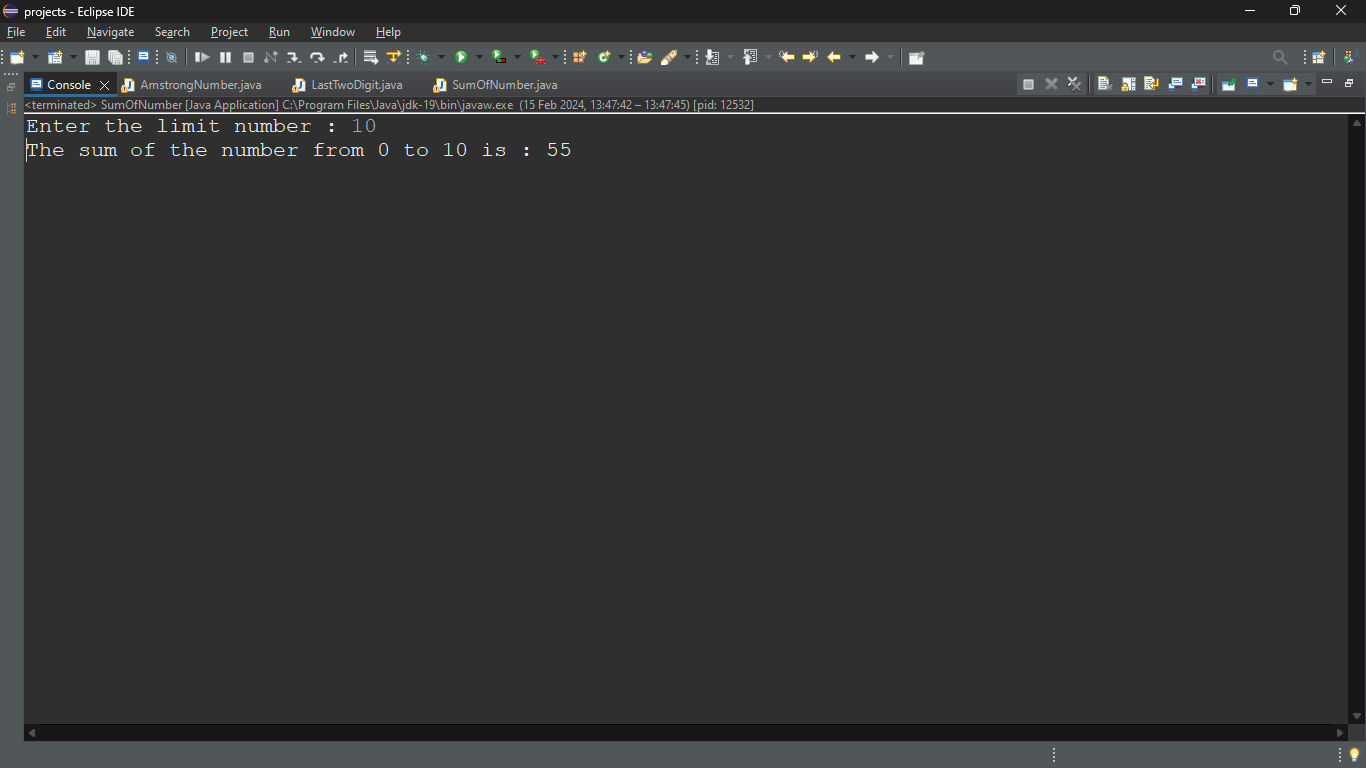 projects - Eclipse IDE
File Edit Navigate Search Project Run Window Help
Console AmstrongNumber.java LastTwoDigit.java SumOfNumber.java
<terminated> SumOfNumber [Java Application] C:\Program Files\Java\jdk-19\bin\javaw.exe (15 Feb 2024, 13:47:42 – 13:47:45) [pid: 12532]
Enter the limit number : 10
The sum of the number from 0 to 10 is : 55